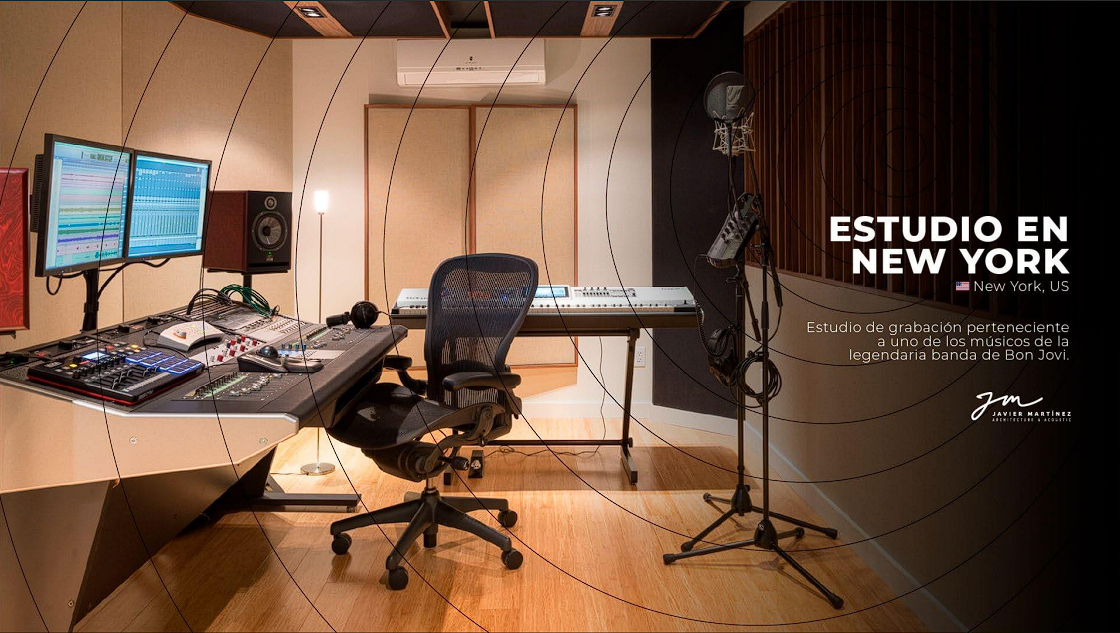 ESTUDIO EN
NEW YORK
New York, US
Estudio de grabación perteneciente
a uno de los músicos de la
legendaria banda de Bon Jovi.
jm
JAVIER MARTÍNEZ
ARCHITECTURE & ACOUSTIC